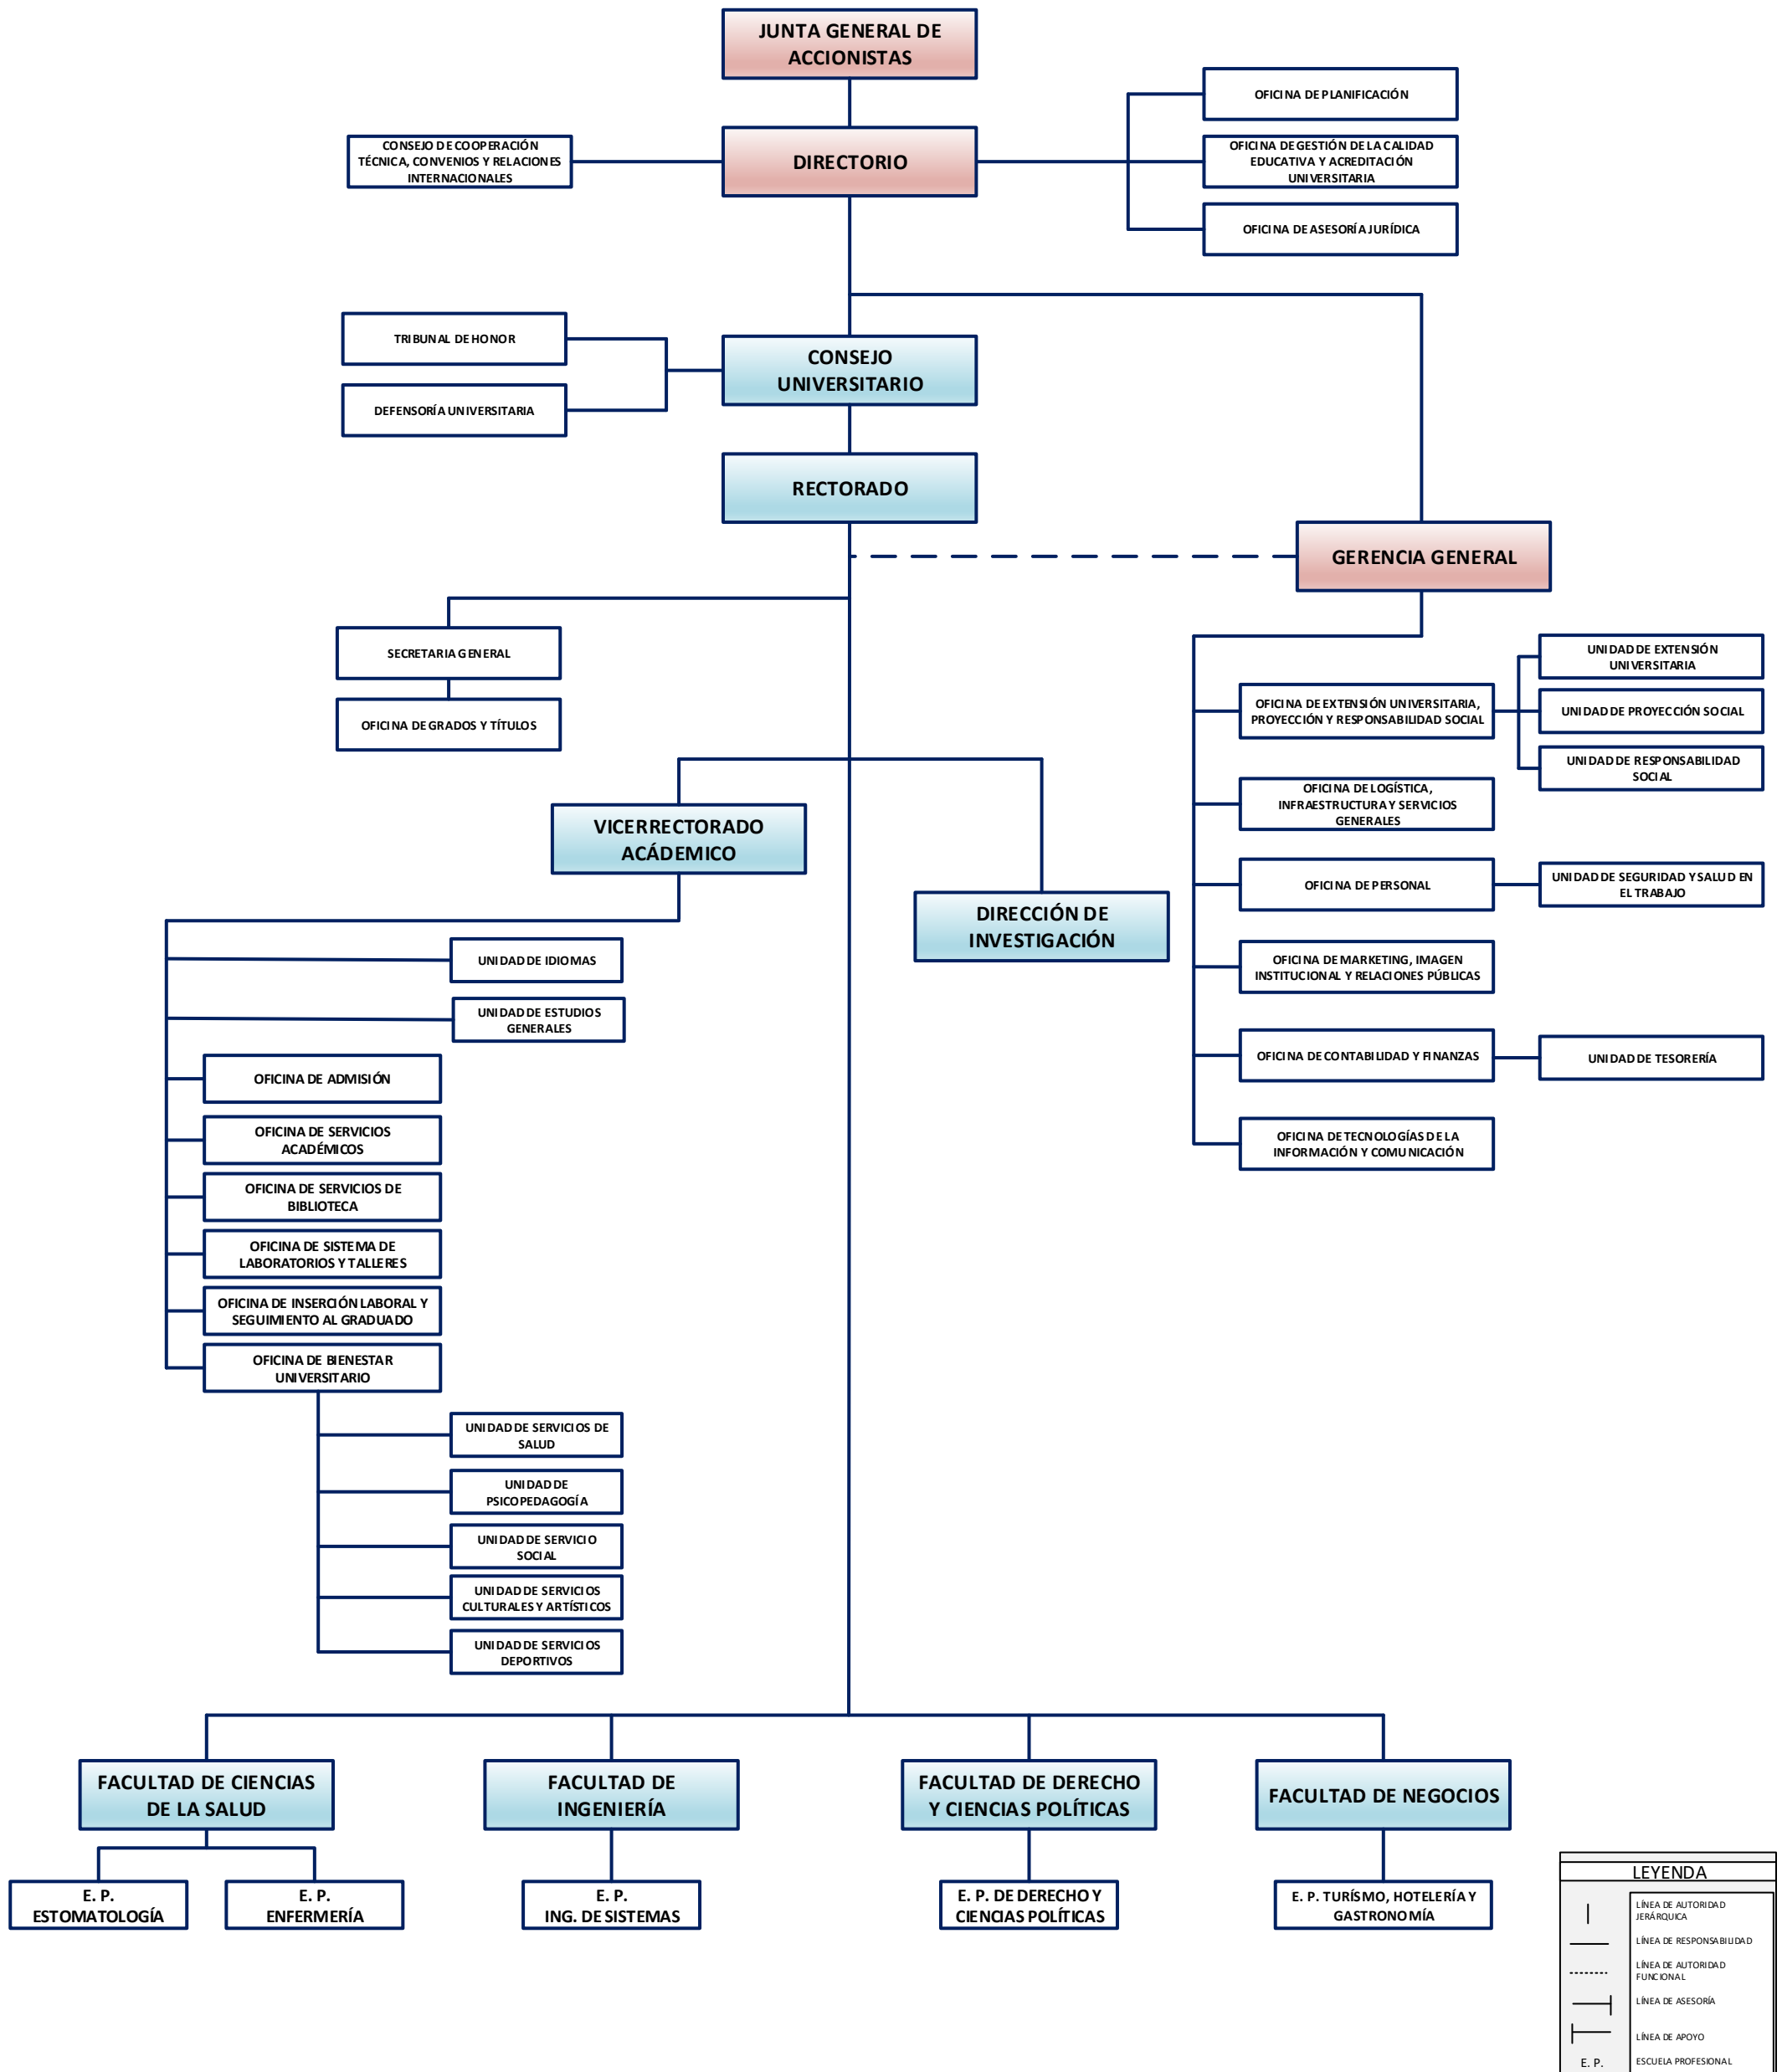 JUNTA GENERAL DE
ACCIONISTAS
OFICINA DE PLANIFICACIÓN
CONSEJO DE COOPERACIÓN
TÉCNICA, CONVENIOS Y RELACIONES
INTERNACIONALES
DIRECTORIO
OFICINA DE GESTIÓN DE LA CALIDAD
EDUCATIVA Y ACREDITACIÓN
UNIVERSITARIA
OFICINA DE ASESORÍA JURÍDICA
TRIBUNAL DE HONOR
CONSEJO
UNIVERSITARIO
DEFENSORÍA UNIVERSITARIA
RECTORADO
GERENCIA GENERAL
SECRETARIA GENERAL
OFICINA DE GRADOS Y TÍTULOS
OFICINA DE EXTENSIÓN UNIVERSITARIA,
PROYECCIÓN Y RESPONSABILIDAD SOCIAL
UNIDAD DE EXTENSIÓN
UNIVERSITARIA
UNIDAD DE PROYECCIÓN SOCIAL
UNIDAD DE RESPONSABILIDAD
SOCIAL
OFICINA DE LOGÍSTICA,
INFRAESTRUCTURA Y SERVICIOS
GENERALES
OFICINA DE PERSONAL
UNIDAD DE SEGURIDAD Y SALUD EN
EL TRABAJO
OFICINA DE MARKETING, IMAGEN
INSTITUCIONAL Y RELACIONES PÚBLICAS
OFICINA DE CONTABILIDAD Y FINANZAS
UNIDAD DE TESORERÍA
OFICINA DE TECNOLOGÍAS DE LA
INFORMACIÓN Y COMUNICACIÓN
VICERRECTORADO
ACÁDEMICO
DIRECCIÓN DE
INVESTIGACIÓN
UNIDAD DE IDIOMAS
UNIDAD DE ESTUDIOS
GENERALES
OFICINA DE ADMISIÓN
OFICINA DE SERVICIOS
ACADÉMICOS
OFICINA DE SERVICIOS DE
BIBLIOTECA
OFICINA DE SISTEMA DE
LABORATORIOS Y TALLERES
OFICINA DE INSERCIÓN LABORAL Y
SEGUIMIENTO AL GRADUADO
OFICINA DE BIENESTAR
UNIVERSITARIO
UNIDAD DE SERVICIOS DE
SALUD
UNIDAD DE
PSICOPEDAGOGÍA
UNIDAD DE SERVICIO
SOCIAL
UNIDAD DE SERVICIOS
CULTURALES Y ARTÍSTICOS
UNIDAD DE SERVICIOS
DEPORTIVOS
FACULTAD DE CIENCIAS
DE LA SALUD
FACULTAD DE
INGENIERÍA
FACULTAD DE DERECHO
Y CIENCIAS POLÍTICAS
FACULTAD DE NEGOCIOS
E. P.
ESTOMATOLOGÍA
E. P.
ENFERMERÍA
E. P.
ING. DE SISTEMAS
E. P. DE DERECHO Y
CIENCIAS POLÍTICAS
E. P. TURÍSMO, HOTELERÍA Y
GASTRONOMÍA
LEYENDA
LÍNEA DE AUTORIDAD
JERÁRQUICA
LÍNEA DE RESPONSABILIDAD
LÍNEA DE AUTORIDAD
FUNCIONAL
LÍNEA DE ASESORÍA
LÍNEA DE APOYO
E. P. ESCUELA PROFESIONAL